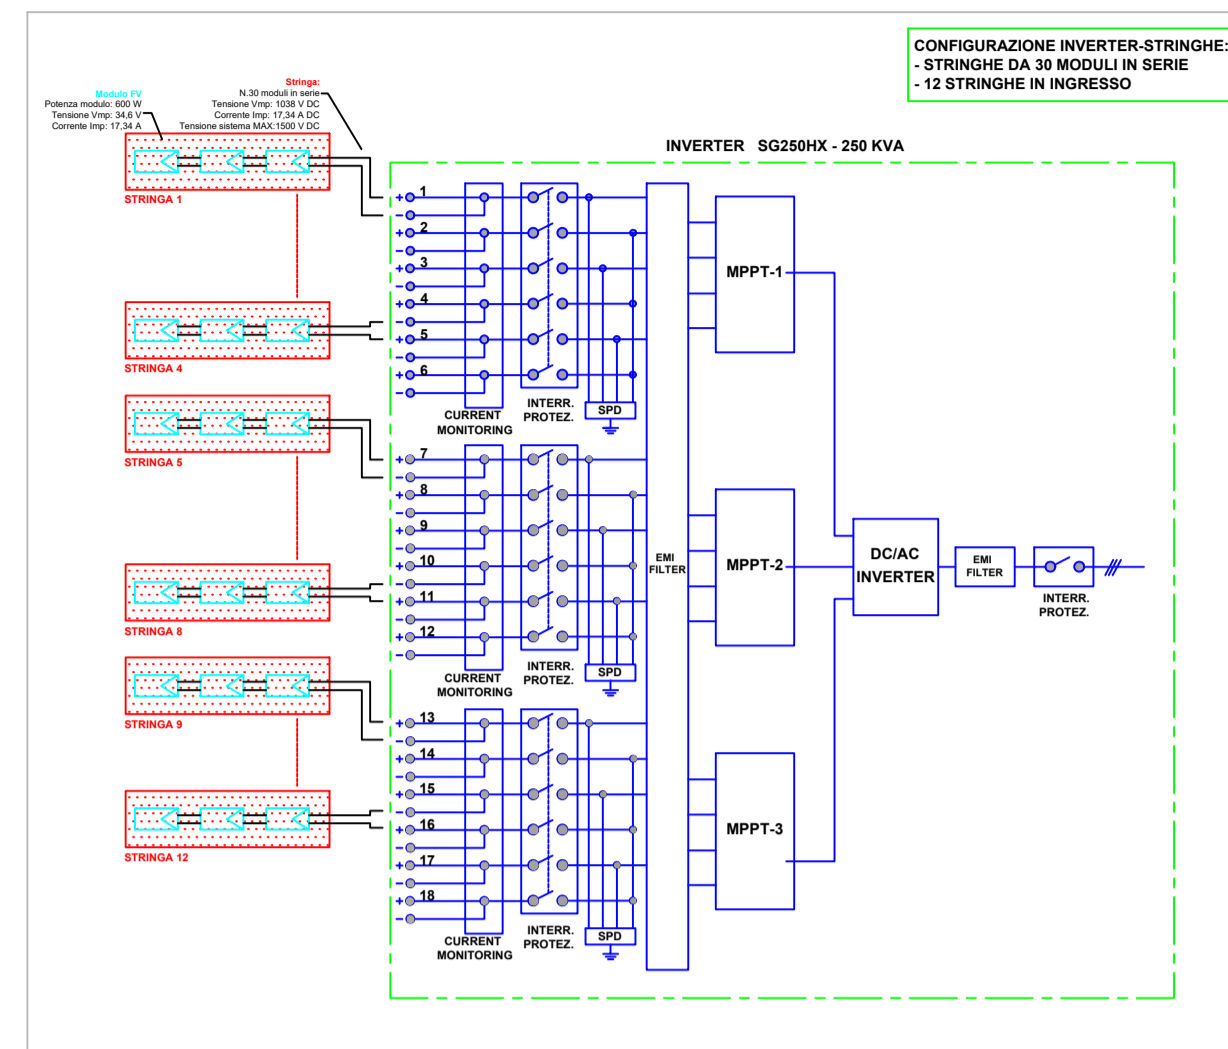 CONFIGURAZIONE INVERTER-STRINGHE:
- STRINGHE DA 30 MODULI IN SERIE
- 12 STRINGHE IN INGRESSO
Modulo FV
Potenza modulo: 600 W
Tensione Vmp: 34,6 V
Corrente Imp: 17,34 A
Stringa:
N.30 moduli in serie
Tensione Vmp: 1038 V DC
Corrente Imp: 17,34 A DC
Tensione sistema MAX:1500 V DC
INVERTER SG250HX - 250 KVA
STRINGA 1
STRINGA 4
STRINGA 5
STRINGA 8
STRINGA 9
STRINGA 12
+ 1
-
+ 2
-
+ 3
-
+ 4
-
+ 5
-
+ 6
-
CURRENT
MONITORING
INTERR.
PROTEZ.
SPD
+ 7
-
+ 8
-
+ 9
-
+ 10
-
+ 11
-
+ 12
-
CURRENT
MONITORING
INTERR.
PROTEZ.
SPD
+ 13
-
+ 14
-
+ 15
-
+ 16
-
+ 17
-
+ 18
-
CURRENT
MONITORING
INTERR.
PROTEZ.
SPD
EMI
FILTER
MPPT-1
MPPT-2
MPPT-3
DC/AC
INVERTER
EMI
FILTER
INTERR.
PROTEZ.